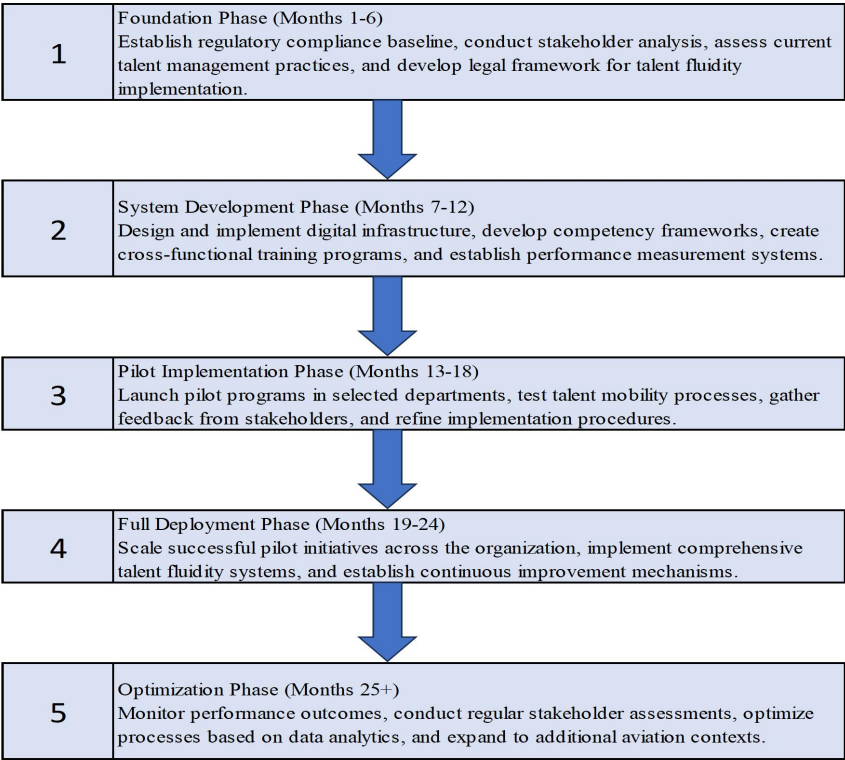 1
Foundation Phase (Months 1-6)
Establish regulatory compliance baseline, conduct stakeholder analysis, assess current
talent management practices, and develop legal framework for talent fluidity
implementation.
2
System Development Phase (Months 7-12)
Design and implement digital infrastructure, develop competency frameworks, create
cross-functional training programs, and establish performance measurement systems.
3
Pilot Implementation Phase (Months 13-18)
Launch pilot programs in selected departments, test talent mobility processes, gather
feedback from stakeholders, and refine implementation procedures.
4
Full Deployment Phase (Months 19-24)
Scale successful pilot initiatives across the organization, implement comprehensive
talent fluidity systems, and establish continuous improvement mechanisms.
5
Optimization Phase (Months 25+)
Monitor performance outcomes, conduct regular stakeholder assessments, optimize
processes based on data analytics, and expand to additional aviation contexts.